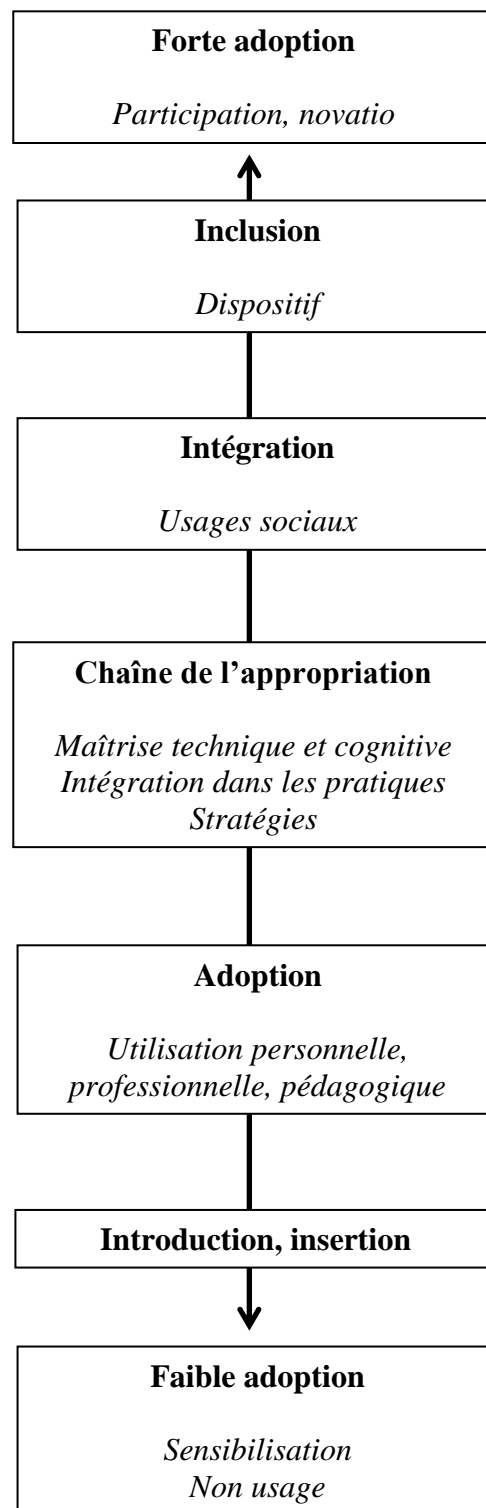 Forte adoption
Participation, novatio
Inclusion
Dispositif
Intégration
Usages sociaux
Chaîne de l’appropriation
Maîtrise technique et cognitive
Intégration dans les pratiques
Stratégies
Adoption
Utilisation personnelle,
professionnelle, pédagogique
Introduction, insertion
Faible adoption
Sensibilisation
Non usage